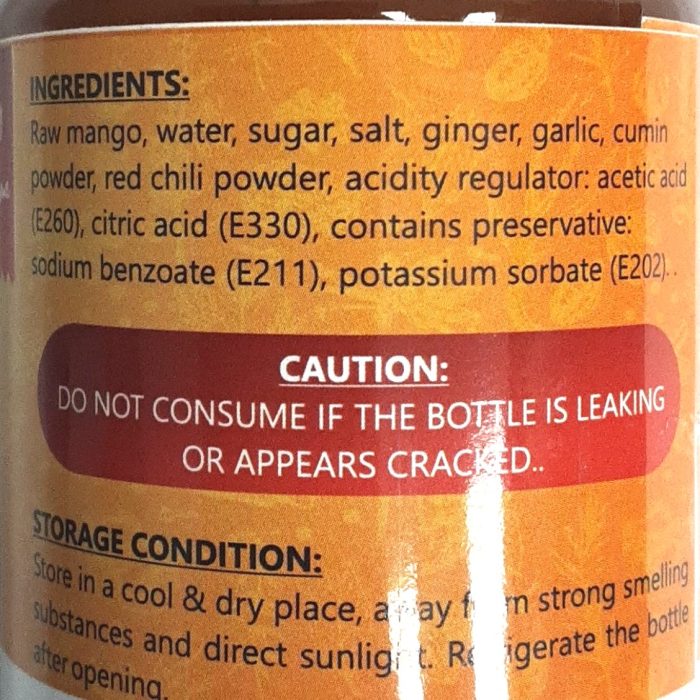 INGREDIENTS:
Raw mango, water, sugar, salt, ginger, garlic, cumin
powder, red chili powder, acidity regulator: acetic acid
(E260), citric acid (E330), contains preservative:
sodium benzoate (E211), potassium sorbate (E202)..
CAUTION:
DO NOT CONSUME IF THE BOTTLE IS LEAKING
OR APPEARS CRACKED..
STORAGE CONDITION:
Store in a cool & dry place, away from strong smelling
substances and direct sunlight. Refrigerate the bottle
after opening.